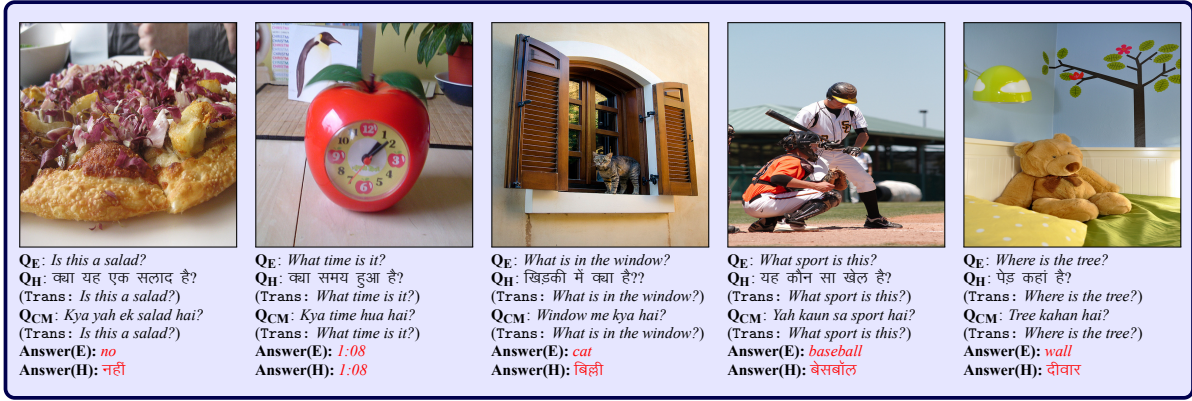 Q_E: Is this a salad?
Q_H: क्या यह एक सलाद है?
(Trans: Is this a salad?)
Q_CM: Kya yah ek salad hai?
(Trans: Is this a salad?)
Answer(E): no
Answer(H): नहीं
Q_E: What time is it?
Q_H: क्या समय हुआ है?
(Trans: What time is it?)
Q_CM: Kya time hua hai?
(Trans: What time is it?)
Answer(E): 1:08
Answer(H): 1:08
Q_E: What is in the window?
Q_H: खिड़की में क्या है??
(Trans: What is in the window?)
Q_CM: Window me kya hai?
(Trans: What is in the window?)
Answer(E): cat
Answer(H): बिल्ली
Q_E: What sport is this?
Q_H: यह कौन सा खेल है?
(Trans: What sport is this?)
Q_CM: Yah kaun sa sport hai?
(Trans: What sport is this?)
Answer(E): baseball
Answer(H): बेसबॉल
Q_E: Where is the tree?
Q_H: पेड़ कहां है?
(Trans: Where is the tree?)
Q_CM: Tree kahan hai?
(Trans: Where is the tree?)
Answer(E): wall
Answer(H): दीवार